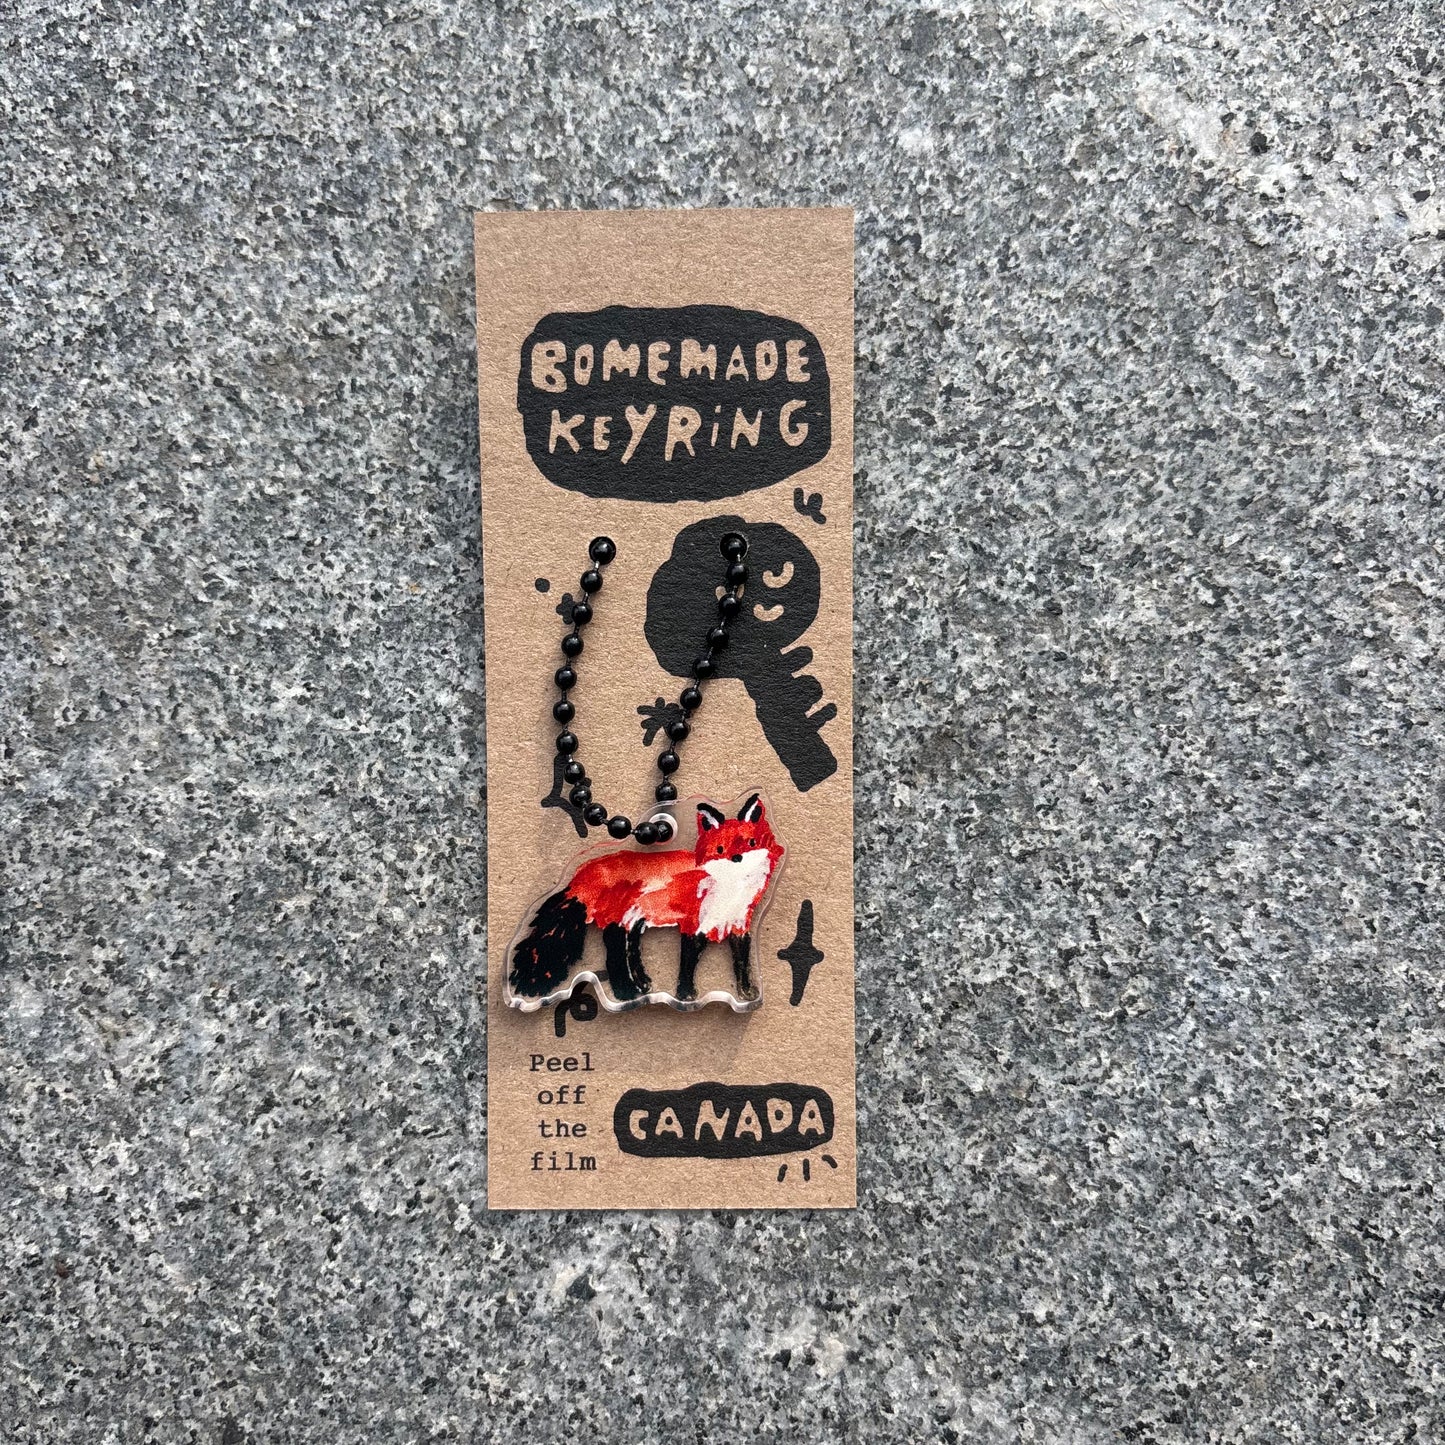 BOMEMADE
KEYRiNG
Peel
off
the
film
CANADA